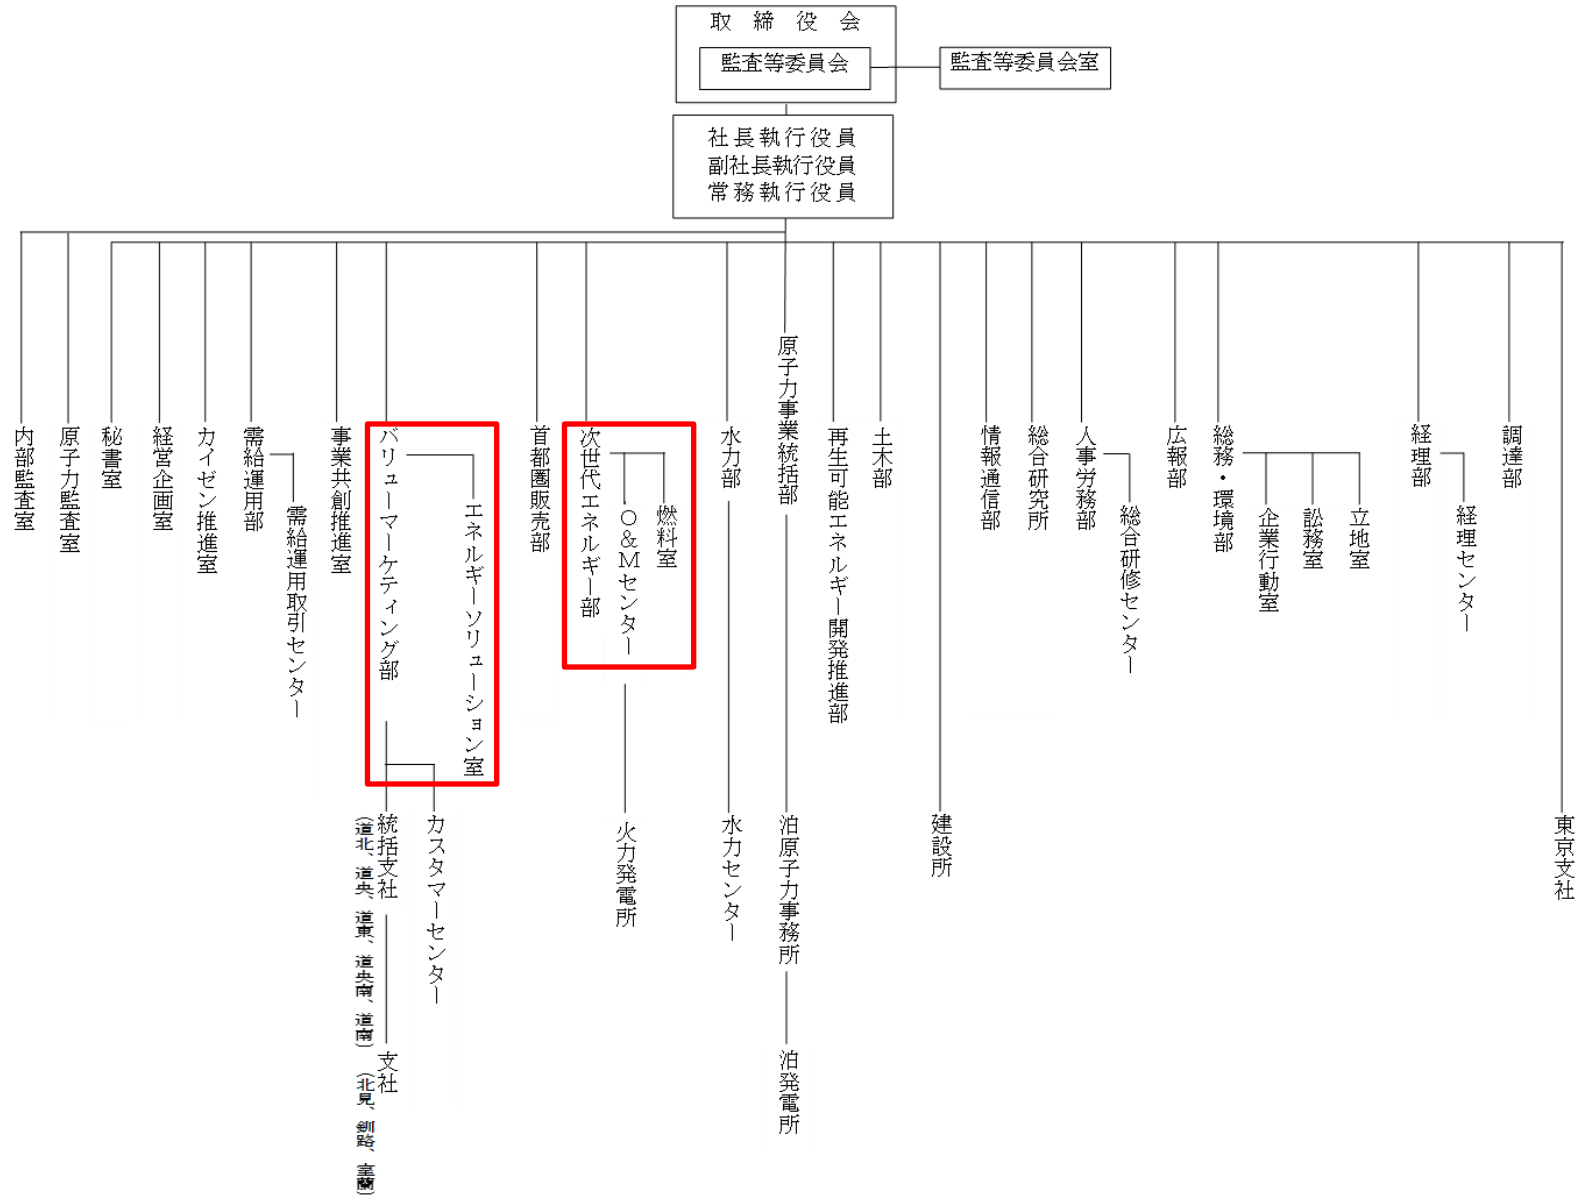 取締役会
監査等委員会
監査等委員会室
社長執行役員
副社長執行役員
常務執行役員
内部監査室
原子力監査室
秘書室
経営企画室
カイゼン推進室
需給運用部
需給運用取引センター
事業共創推進室
バリューマーケティング部
エネルギーソリューション室
統括支社
(道北、道央、道東、道央南、道南)
支社
(北見、釧路、室蘭)
カスタマーセンター
首都圏販売部
次世代エネルギー部
O&Mセンター
燃料室
火力発電所
水力部
水力センター
原子力事業統括部
泊原子力事務所
泊発電所
再生可能エネルギー開発推進部
土木部
建設所
情報通信部
総合研究所
人事労務部
総合研修センター
広報部
総務・環境部
企業行動室
訟務室
立地室
経理部
経理センター
調達部
東京支社